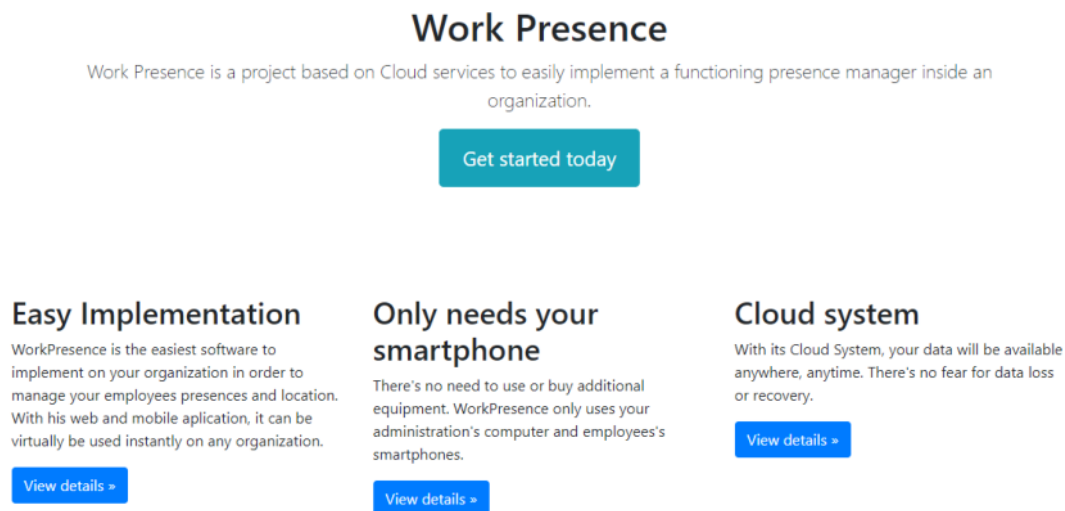 Work Presence
Work Presence is a project based on Cloud services to easily implement a functioning presence manager inside an
organization.
Get started today
Easy Implementation
WorkPresence is the easiest software to
implement on your organization in order to
manage your employees presences and location.
With his web and mobile aplication, it can be
virtually be used instantly on any organization.
View details »
Only needs your
smartphone
There's no need to use or buy additional
equipment. WorkPresence only uses your
administration's computer and employees's
smartphones.
View details »
Cloud system
With its Cloud System, your data will be available
anywhere, anytime. There's no fear for data loss
or recovery.
View details »